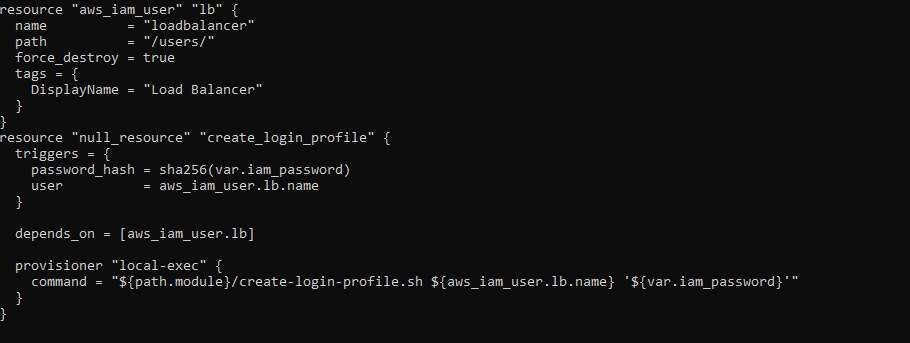 resource "aws_iam_user" "lb" {
  name          = "loadbalancer"
  path          = "/users/"
  force_destroy = true
  tags = {
    DisplayName = "Load Balancer"
  }
}
resource "null_resource" "create_login_profile" {
  triggers = {
    password_hash = sha256(var.iam_password)
    user          = aws_iam_user.lb.name
  }

  depends_on = [aws_iam_user.lb]

  provisioner "local-exec" {
    command = "${path.module}/create-login-profile.sh ${aws_iam_user.lb.name} '${var.iam_password}'"
  }
}